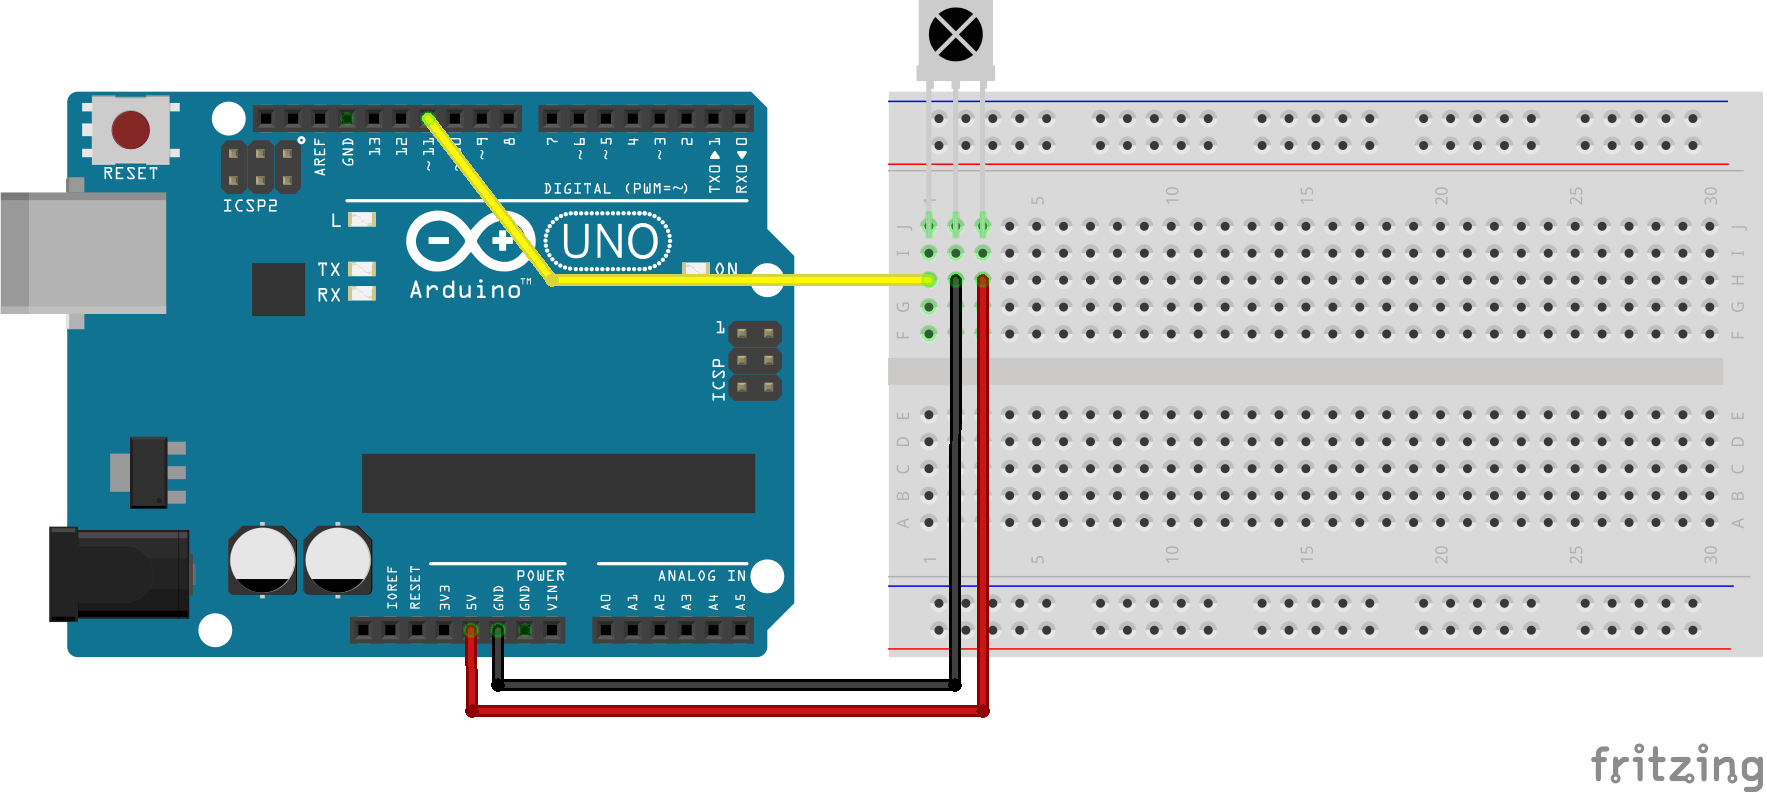 RESET
ICSP2
AREF
GND
13
12
~11
~10
~9
8
7
~6
~5
4
~3
2
TX0▶1
RX0◀0
DIGITAL (PWM=~)
L
TX
RX
UNO
ON
Arduino™
1
ICSP
IOREF
RESET
3V3
5V
GND
GND
VIN
POWER
ANALOG IN
A0
A1
A2
A3
A4
A5
1 5 10 15 20 25 30
J J
I I
H H
G G
F F
E E
D D
C C
B B
A A
1 5 10 15 20 25 30
fritzing